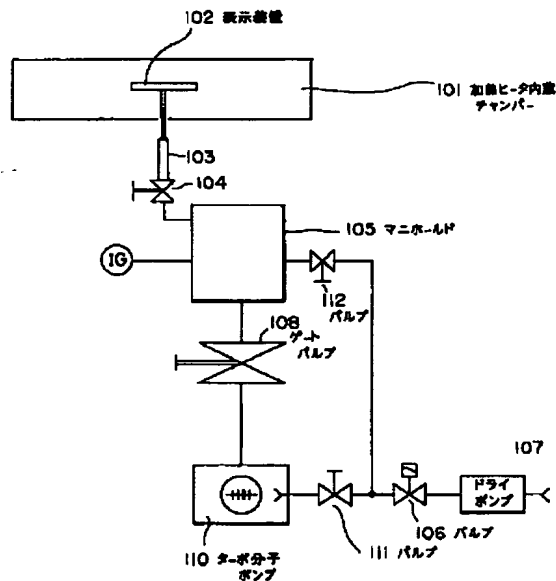 102 表示装置
101 加熱ヒータ内蔵
チャンバー
103
104
105 マニホールド
IG
112
バルブ
108
ゲート
バルブ
107
ドライ
ポンプ
106 バルブ
111 バルブ
110 ターボ分子
ポンプ